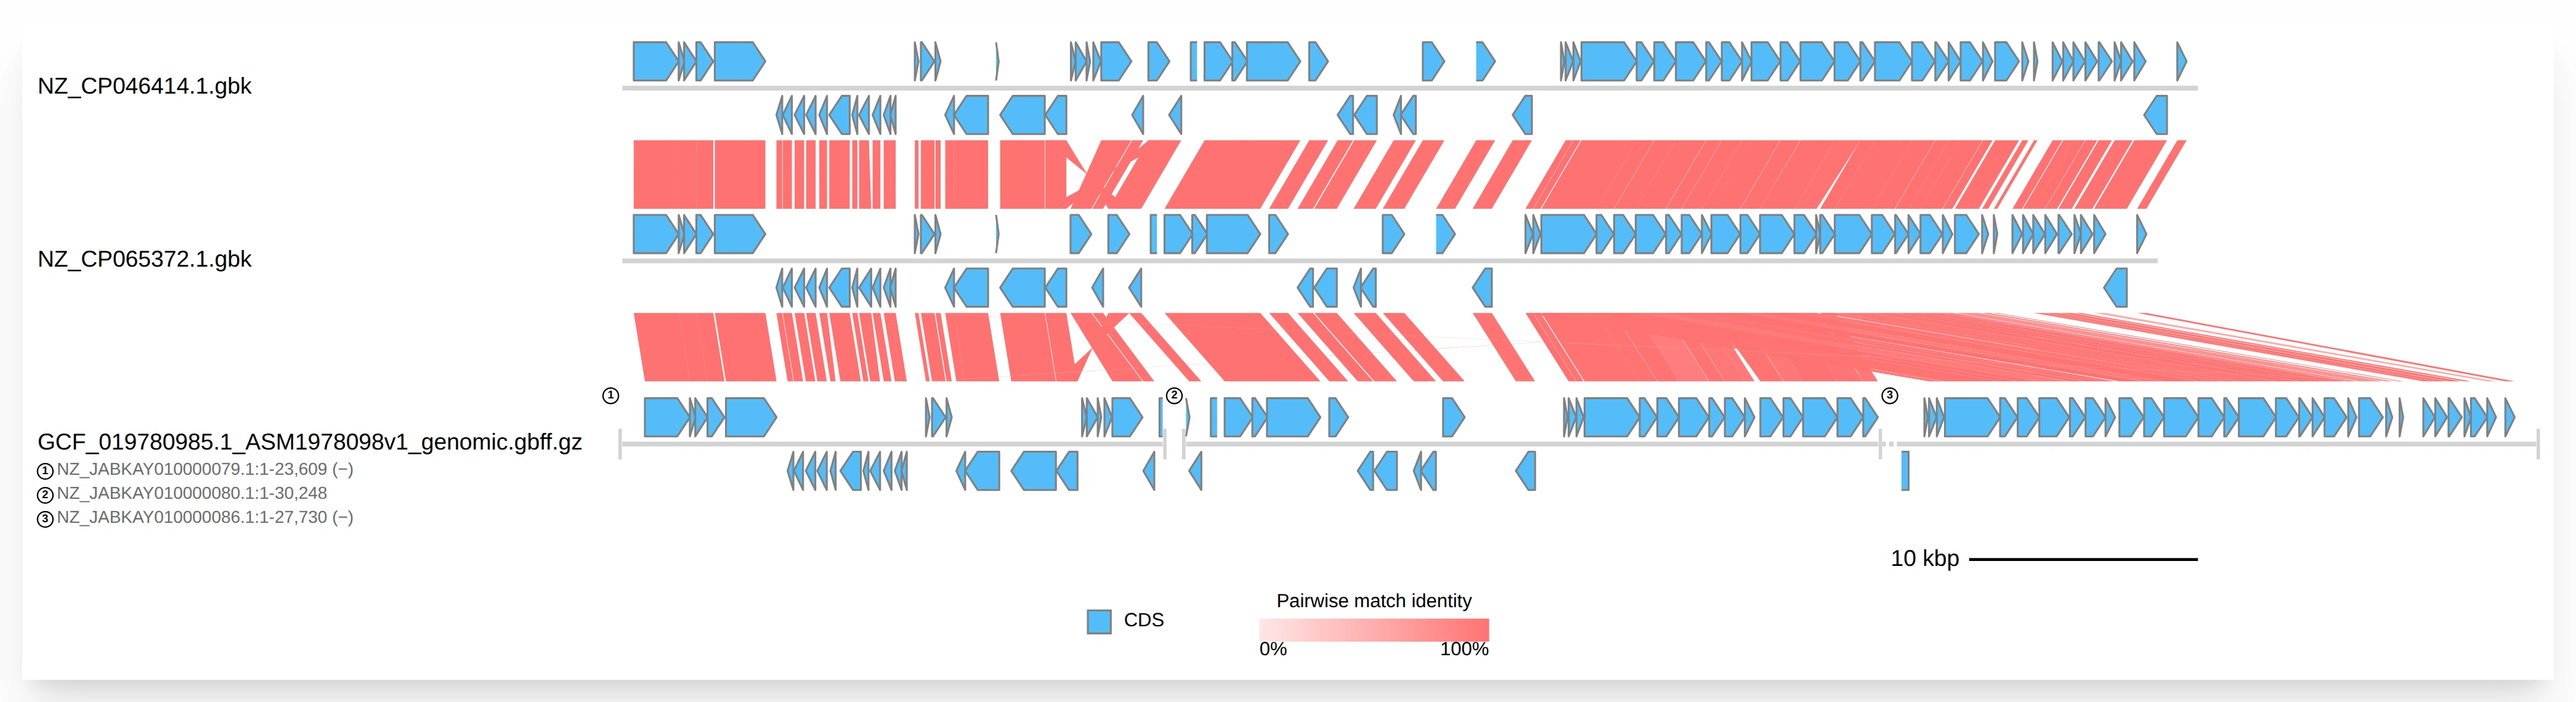 NZ_CP046414.1.gbk
NZ_CP065372.1.gbk
1
2
3
GCF_019780985.1_ASM1978098v1_genomic.gbff.gz
1 NZ_JABKAY010000079.1:1-23,609 (−)
2 NZ_JABKAY010000080.1:1-30,248
3 NZ_JABKAY010000086.1:1-27,730 (−)
10 kbp
Pairwise match identity
CDS
0%
100%